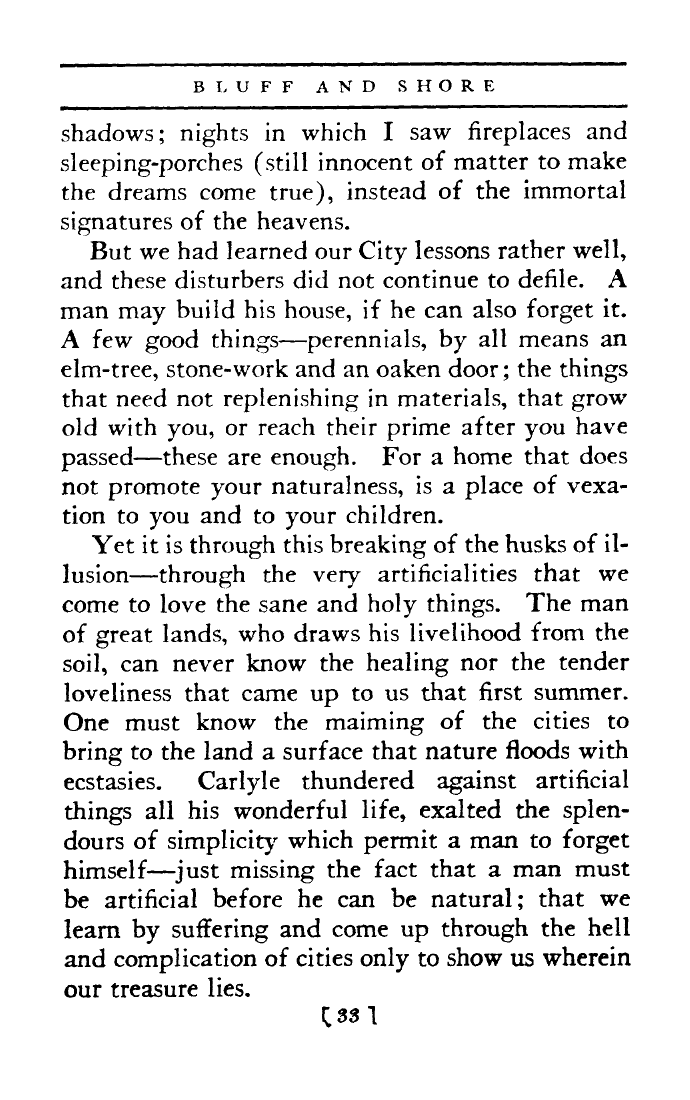 BLUFF AND SHORE
shadows; nights in which I saw fireplaces and
sleeping-porches (still innocent of matter to make
the dreams come true), instead of the immortal
signatures of the heavens.
But we had learned our City lessons rather well,
and these disturbers did not continue to defile. A
man may build his house, if he can also forget it.
A few good things—perennials, by all means an
elm-tree, stone-work and an oaken door; the things
that need not replenishing in materials, that grow
old with you, or reach their prime after you have
passed—these are enough. For a home that does
not promote your naturalness, is a place of vexa-
tion to you and to your children.
Yet it is through this breaking of the husks of il-
lusion—through the very artificialities that we
come to love the sane and holy things. The man
of great lands, who draws his livelihood from the
soil, can never know the healing nor the tender
loveliness that came up to us that first summer.
One must know the maiming of the cities to
bring to the land a surface that nature floods with
ecstasies. Carlyle thundered against artificial
things all his wonderful life, exalted the splen-
dours of simplicity which permit a man to forget
himself—just missing the fact that a man must
be artificial before he can be natural; that we
learn by suffering and come up through the hell
and complication of cities only to show us wherein
our treasure lies.
[33]